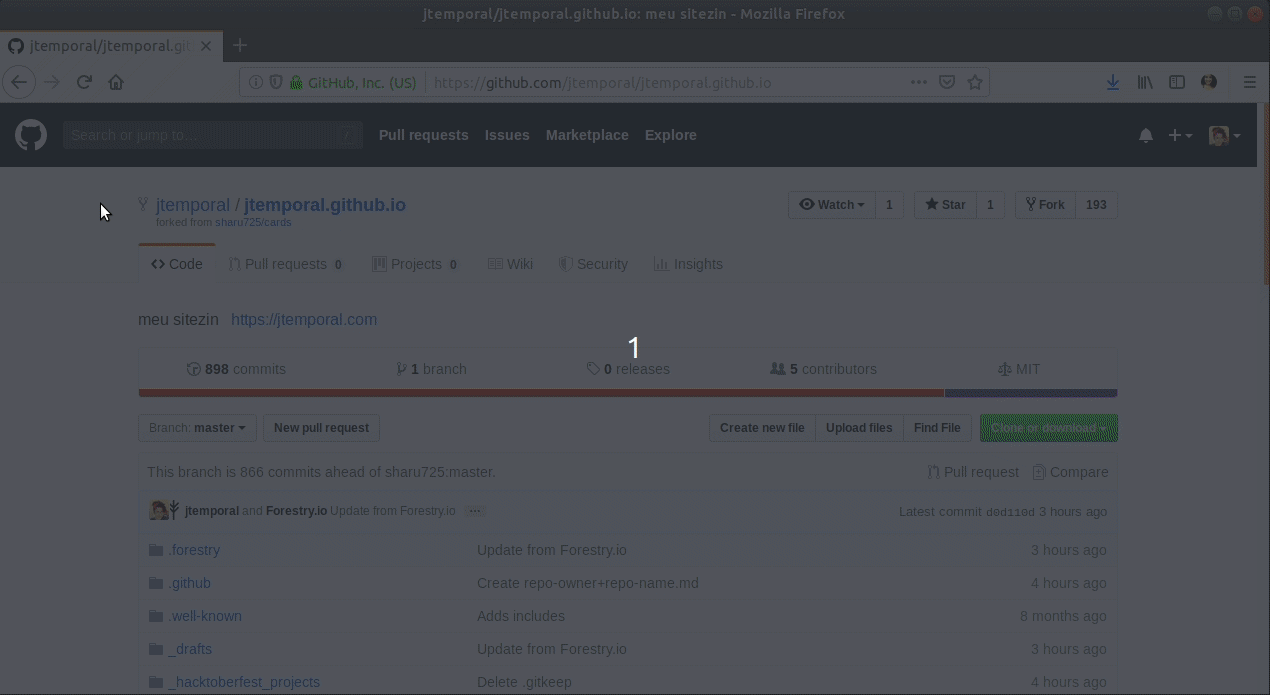 jtemporal/jtemporal.github.io: meu sitezin - Mozilla Firefox
jtemporal/jtemporal.git
GitHub, Inc. (US) https://github.com/jtemporal/jtemporal.github.io
Search or jump to... / Pull requests Issues Marketplace Explore
jtemporal / jtemporal.github.io Watch 1 Star 1 Fork 193
forked from sharu725/cards
Code Pull requests 0 Projects 0 Wiki Security Insights
meu sitezin https://jtemporal.com
1
898 commits 1 branch 0 releases 5 contributors MIT
Branch: master New pull request Create new file Upload files Find File Clone or download
This branch is 866 commits ahead of sharu725:master. Pull request Compare
jtemporal and Forestry.io Update from Forestry.io ... Latest commit d0d110d 3 hours ago
.forestry Update from Forestry.io 3 hours ago
.github Create repo-owner+repo-name.md 4 hours ago
.well-known Adds includes 8 months ago
_drafts Update from Forestry.io 3 hours ago
_hacktoberfest_projects Delete .gitkeep 4 hours ago